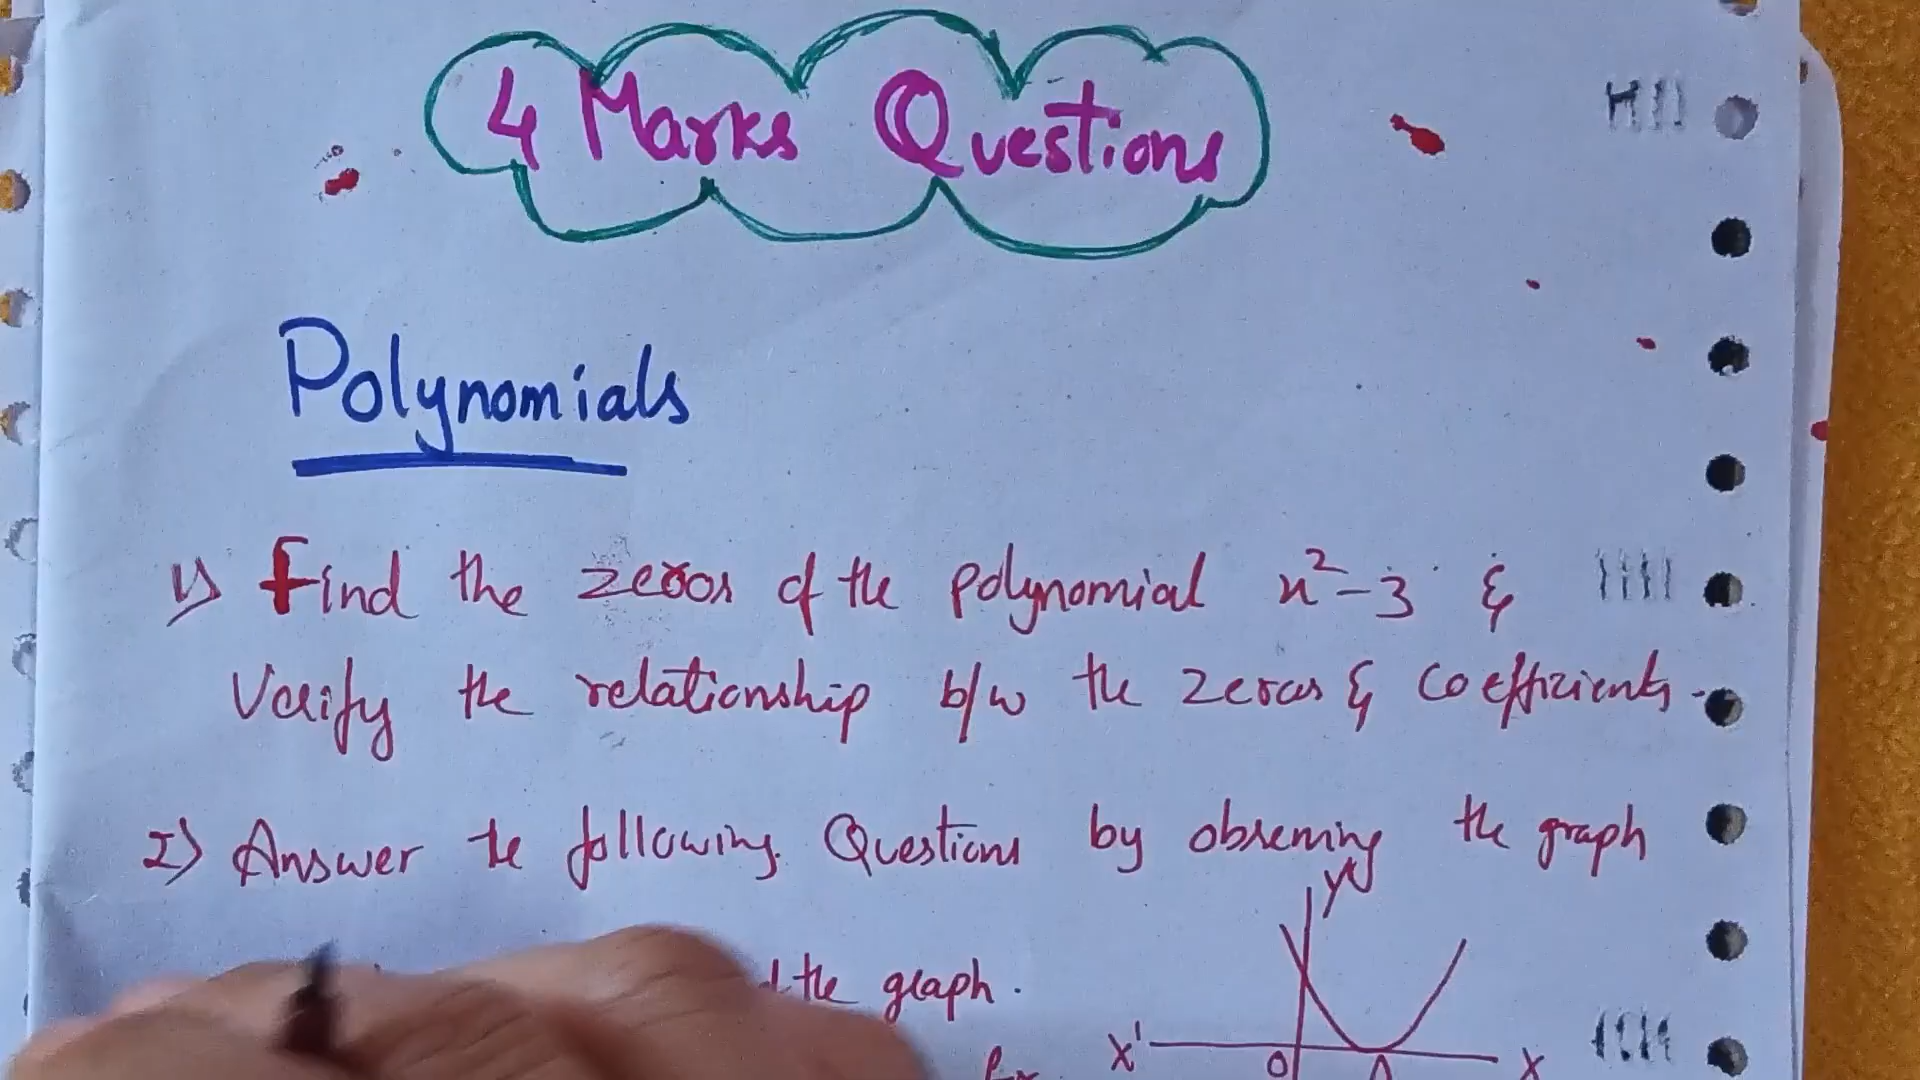 4 Marks Questions
Polynomials
1) Find the zeros of the polynomial x²-3 &
Verify the relationship b/w the zeros & coefficients.
2) Answer the following Questions by observing the graph
the graph.
Y
X' O A X